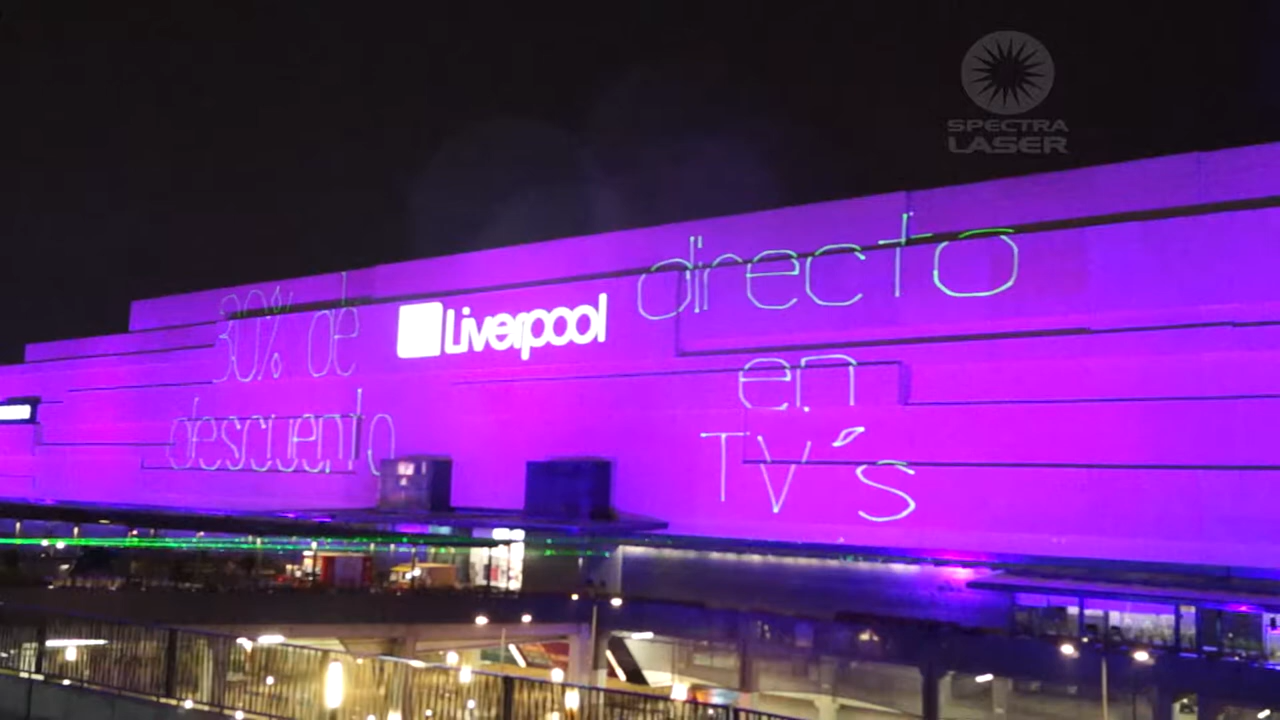 SPECTRA
LASER
30% de
descuento
Liverpool
directo
en
TV´s